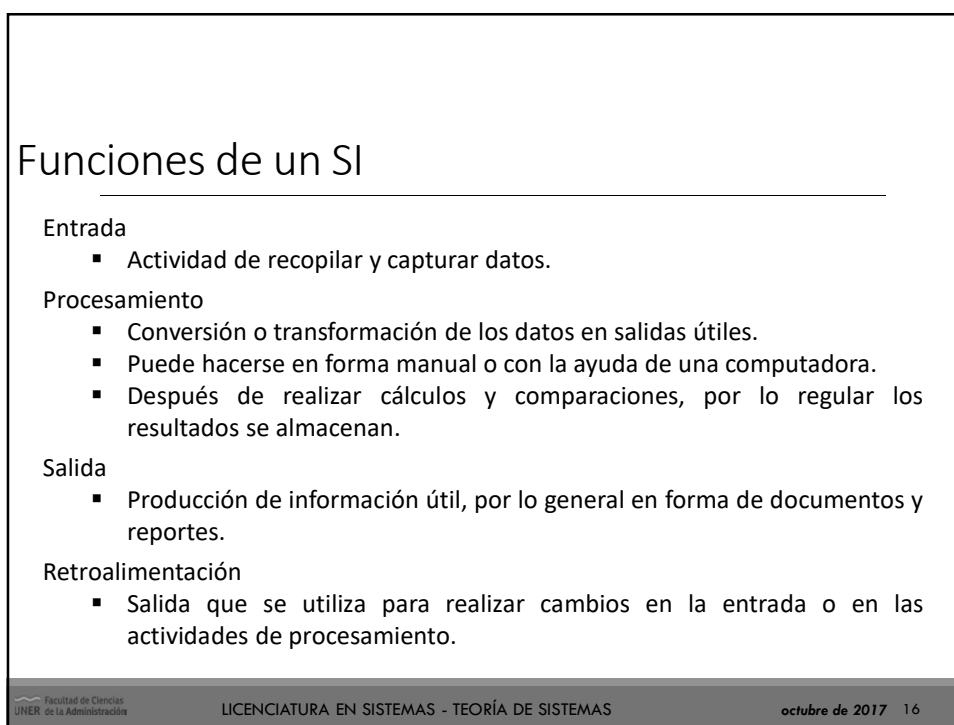 Funciones de un SI
Entrada
▪ Actividad de recopilar y capturar datos.
Procesamiento
▪ Conversión o transformación de los datos en salidas útiles.
▪ Puede hacerse en forma manual o con la ayuda de una computadora.
▪ Después de realizar cálculos y comparaciones, por lo regular los
resultados se almacenan.
Salida
▪ Producción de información útil, por lo general en forma de documentos y
reportes.
Retroalimentación
▪ Salida que se utiliza para realizar cambios en la entrada o en las
actividades de procesamiento.
Facultad de Ciencias
UNER de la Administración
LICENCIATURA EN SISTEMAS - TEORÍA DE SISTEMAS
octubre de 2017 16